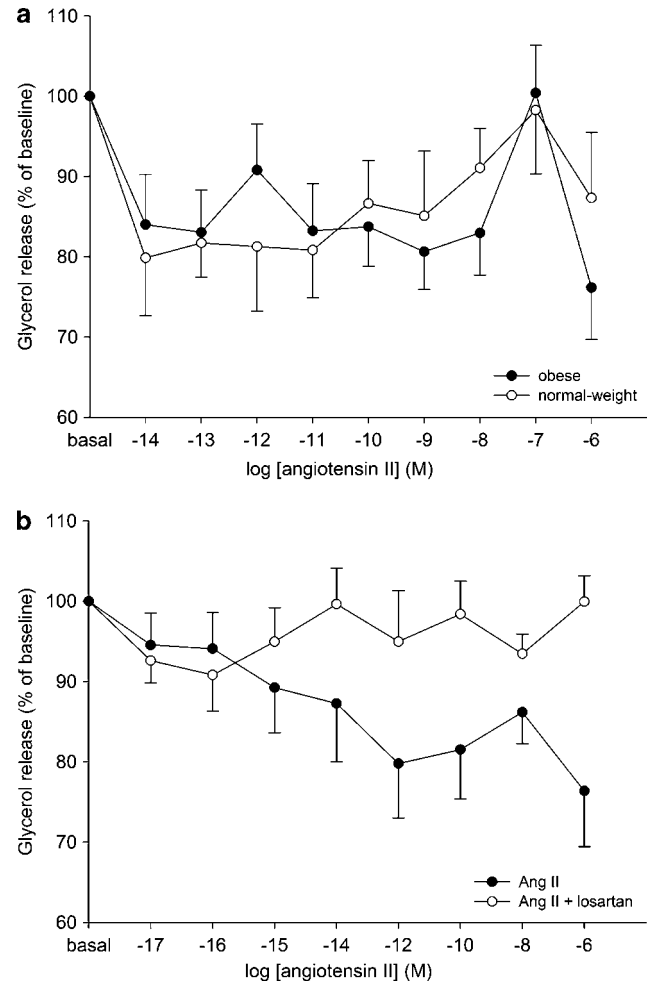 a
110
100
90
80
70
60
Glycerol release (% of baseline)
basal -14 -13 -12 -11 -10 -9 -8 -7 -6
log [angiotensin II] (M)
obese
normal-weight
b
110
100
90
80
70
60
Glycerol release (% of baseline)
basal -17 -16 -15 -14 -12 -10 -8 -6
log [angiotensin II] (M)
Ang II
Ang II + losartan